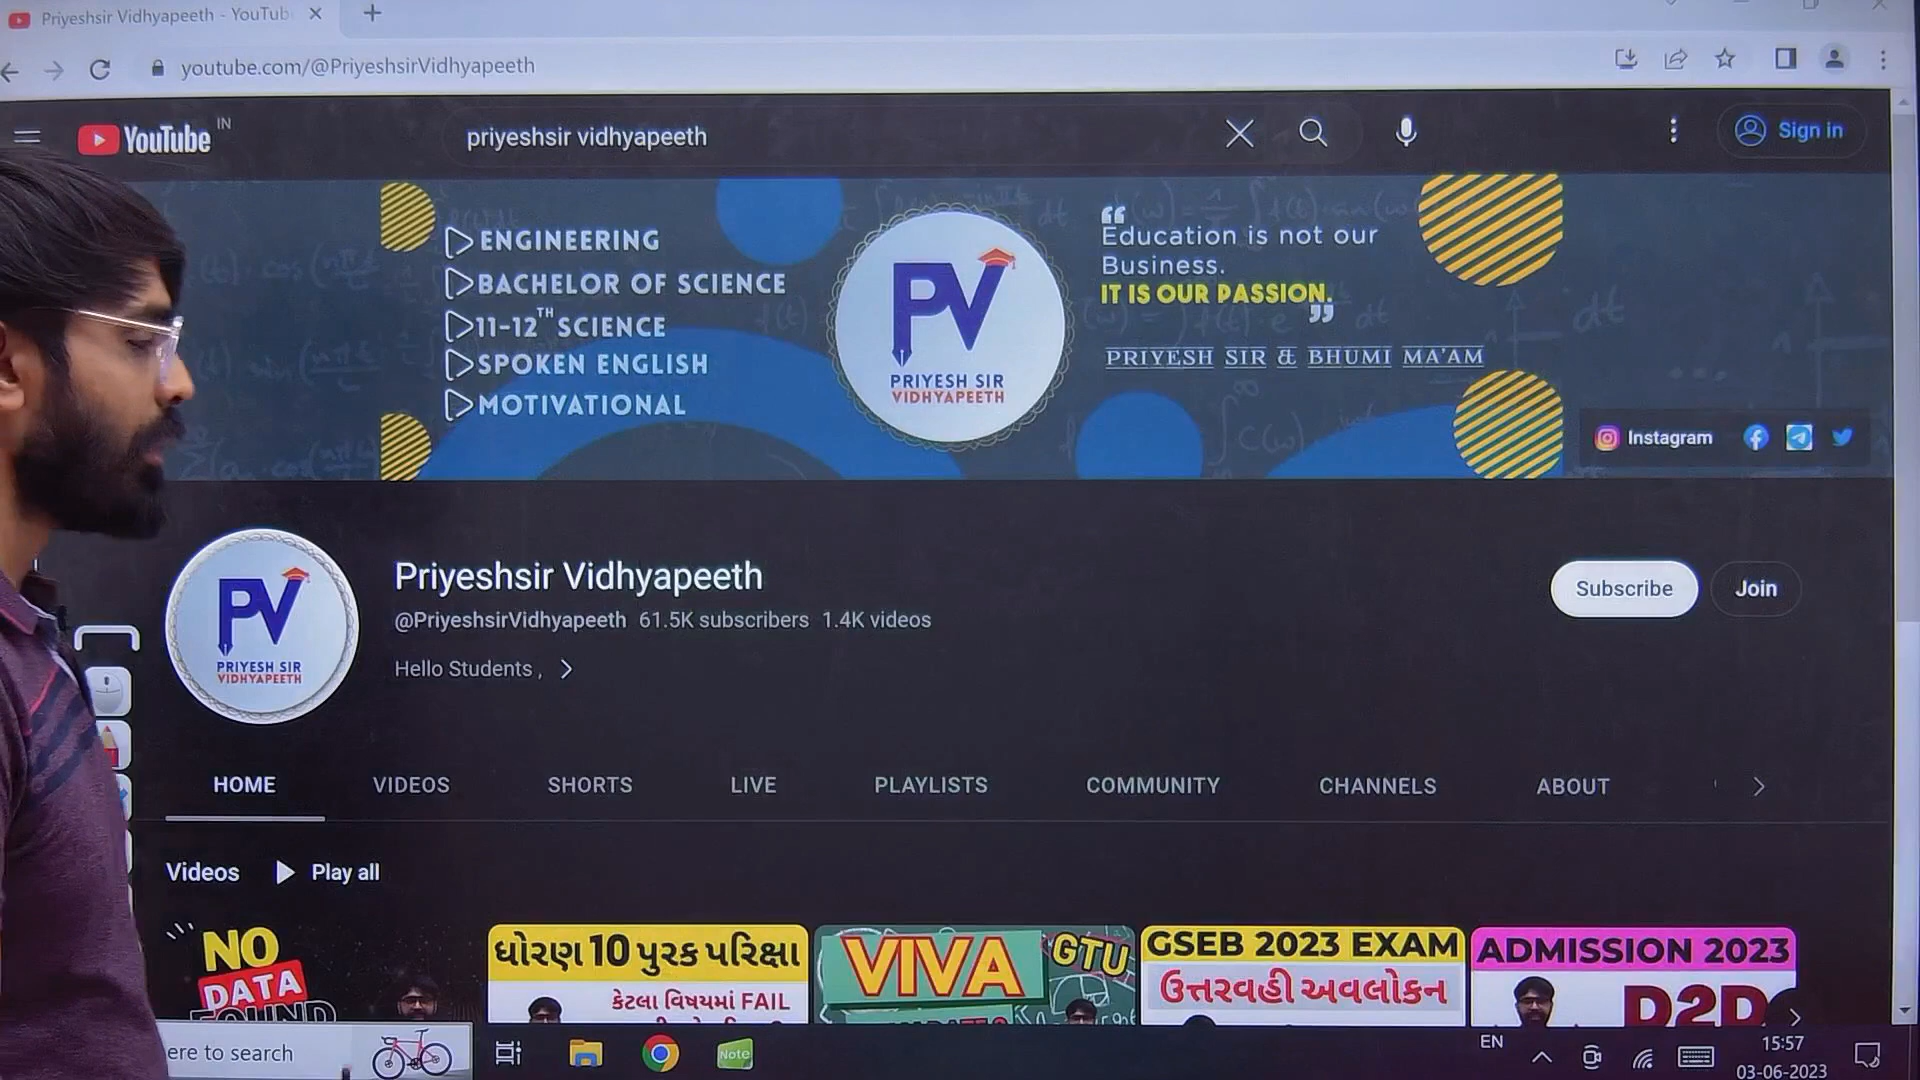 Priyeshsir Vidhyapeeth - YouTub
youtube.com/@PriyeshsirVidhyapeeth
YouTube IN
priyeshsir vidhyapeeth
Sign in
ENGINEERING
BACHELOR OF SCIENCE
11-12TH SCIENCE
SPOKEN ENGLISH
MOTIVATIONAL
PV
PRIYESH SIR
VIDHYAPEETH
“
Education is not our
Business.
IT IS OUR PASSION.
”
PRIYESH SIR & BHUMI MA'AM
Instagram
PV
PRIYESH SIR
VIDHYAPEETH
Priyeshsir Vidhyapeeth
@PriyeshsirVidhyapeeth 61.5K subscribers 1.4K videos
Hello Students ,
Subscribe
Join
HOME VIDEOS SHORTS LIVE PLAYLISTS COMMUNITY CHANNELS ABOUT
Videos Play all
NO
DATA
FOUND
ધોરણ 10 પુરક પરિક્ષા
કેટલા વિષયમાં FAIL
VIVA GTU
GSEB 2023 EXAM
ઉત્તરવહી અવલોકન
ADMISSION 2023
D2D
ere to search
Note
EN
15:57
03-06-2023